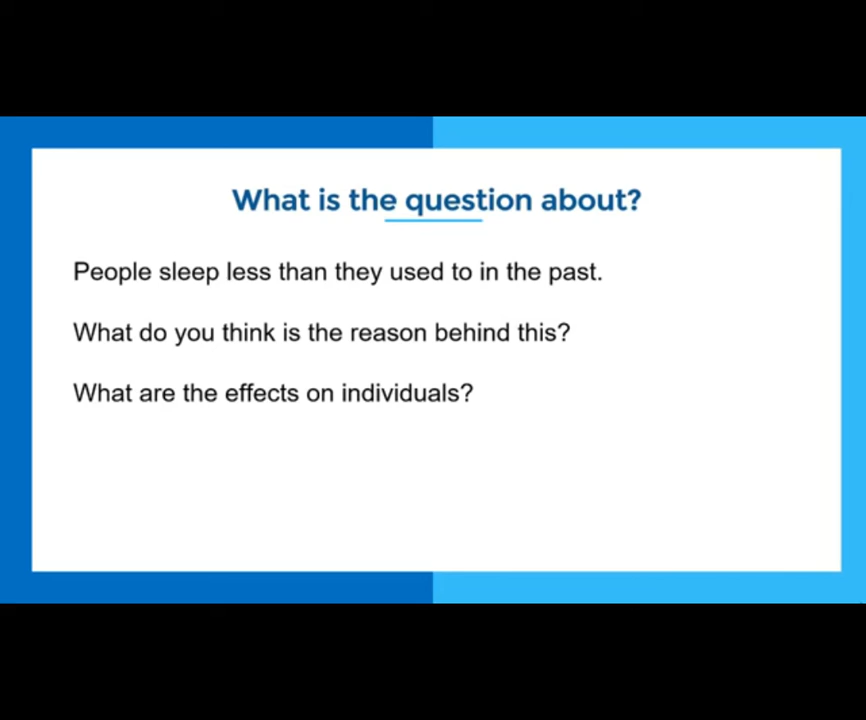 What is the question about?
People sleep less than they used to in the past.
What do you think is the reason behind this?
What are the effects on individuals?